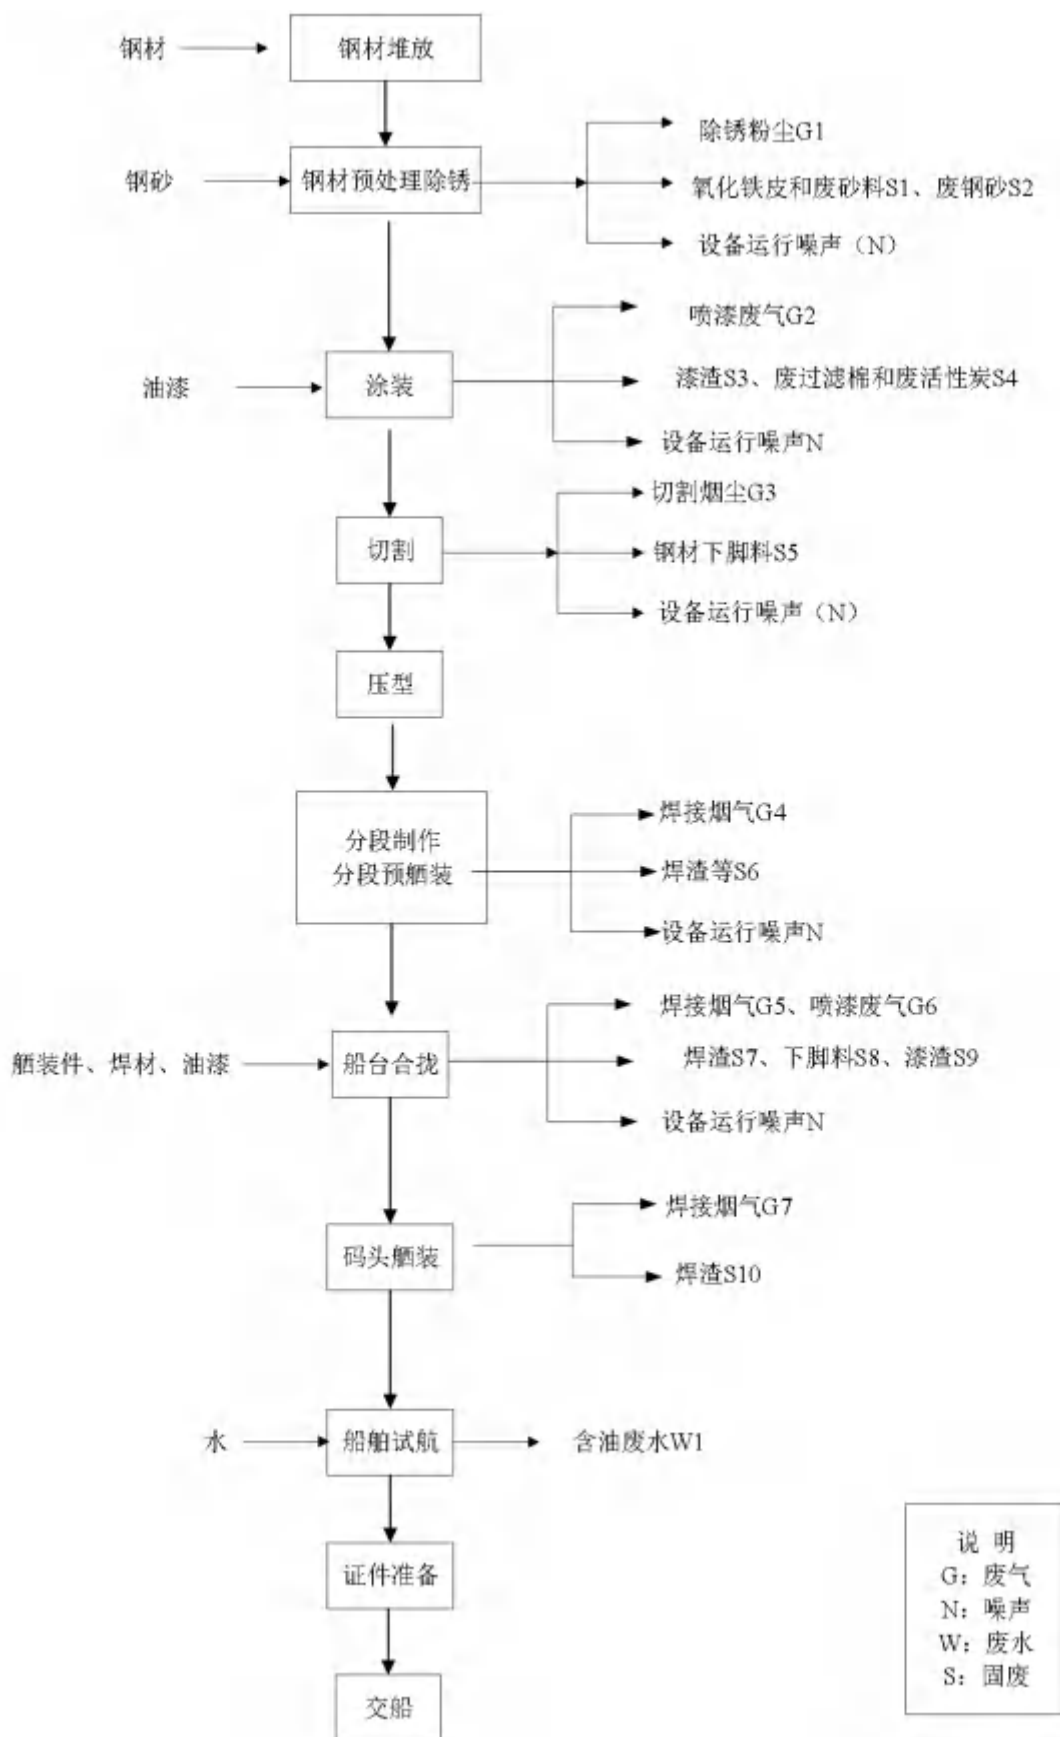 钢材
钢材堆放
除锈粉尘G1
钢砂
钢材预处理除锈
氧化铁皮和废砂料S1、废钢砂S2
设备运行噪声（N）
喷漆废气G2
油漆
涂装
漆渣S3、废过滤棉和废活性炭S4
设备运行噪声N
切割烟尘G3
切割
钢材下脚料S5
设备运行噪声（N）
压型
焊接烟气G4
分段制作
分段预舾装
焊渣等S6
设备运行噪声N
焊接烟气G5、喷漆废气G6
舾装件、焊材、油漆
船台合拢
焊渣S7、下脚料S8、漆渣S9
设备运行噪声N
焊接烟气G7
码头舾装
焊渣S10
水
船舶试航
含油废水W1
证件准备
交船
说 明
G：废气
N：噪声
W：废水
S：固废